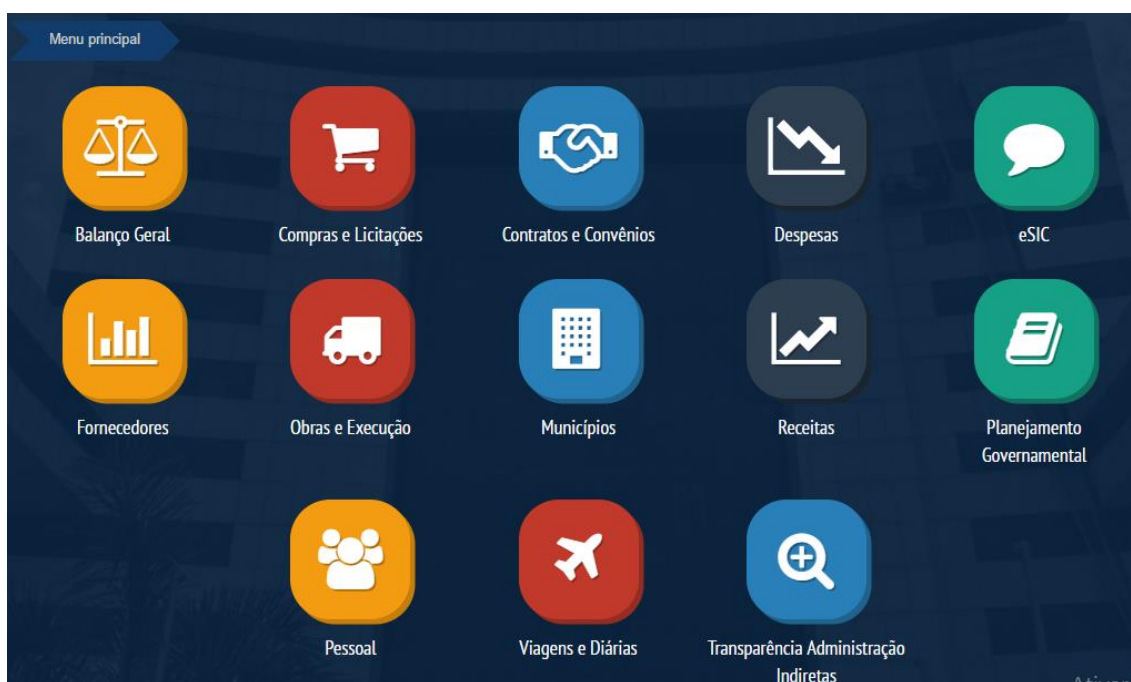 Menu principal
Balanço Geral
Compras e Licitações
Contratos e Convênios
Despesas
eSIC
Fornecedores
Obras e Execução
Municípios
Receitas
Planejamento
Governamental
Pessoal
Viagens e Diárias
Transparência Administração
Indiretas